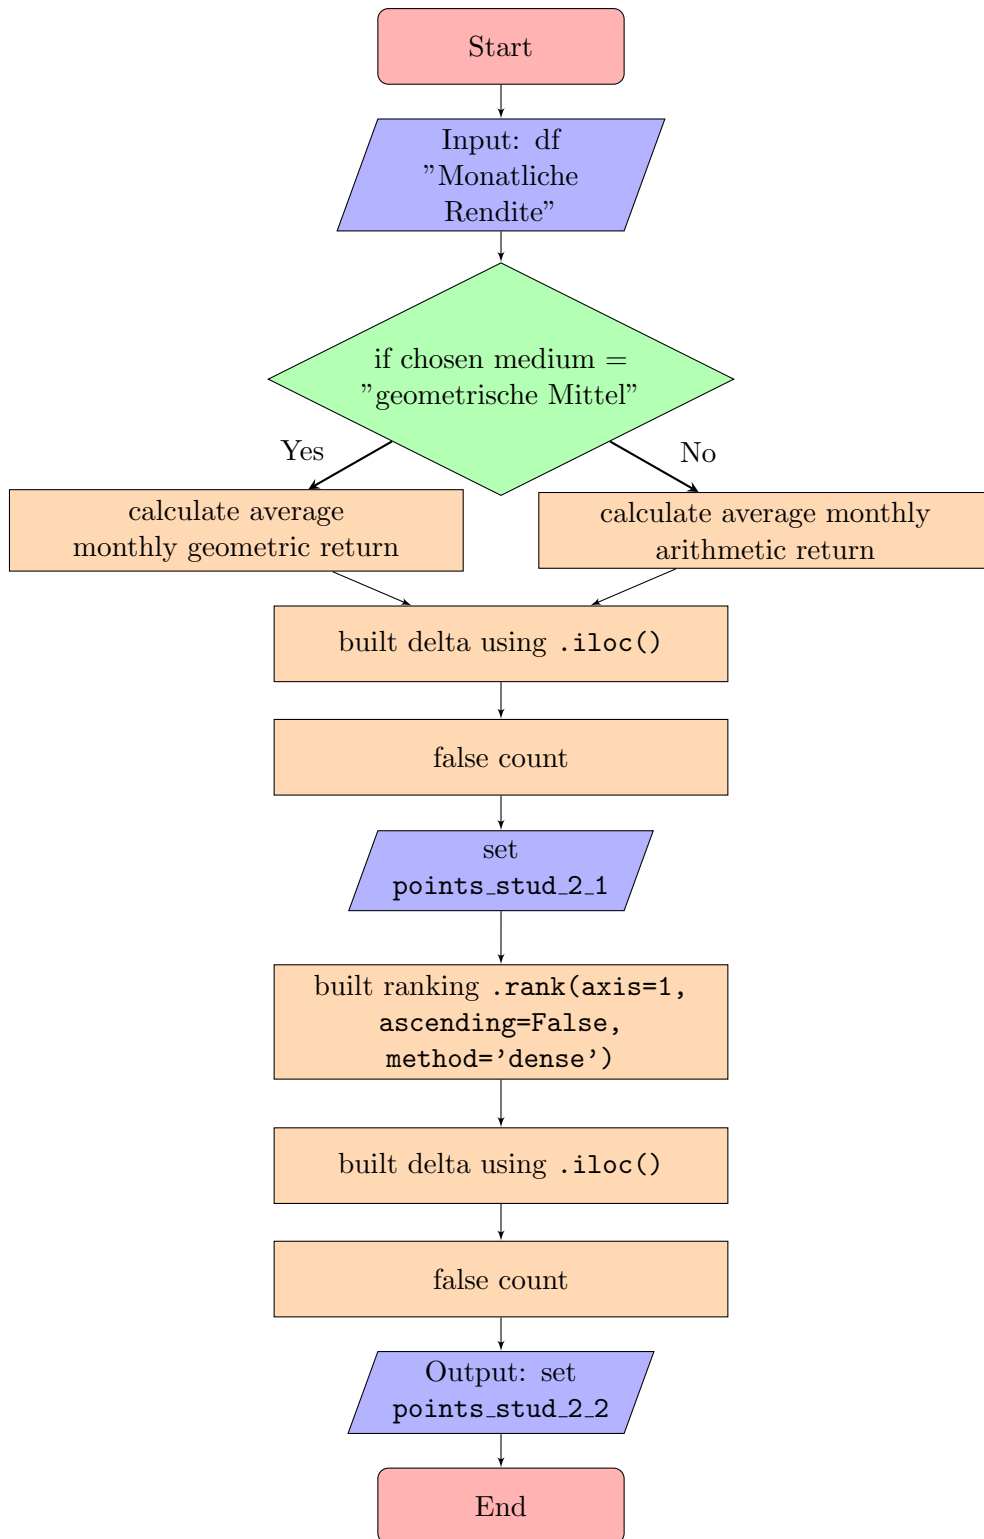 Start
Input: df
”Monatliche
Rendite”
if chosen medium =
”geometrische Mittel”
Yes
No
calculate average
monthly geometric return
calculate average monthly
arithmetic return
built delta using .iloc()
false count
set
points_stud_2_1
built ranking .rank(axis=1,
ascending=False,
method=’dense’)
built delta using .iloc()
false count
Output: set
points_stud_2_2
End